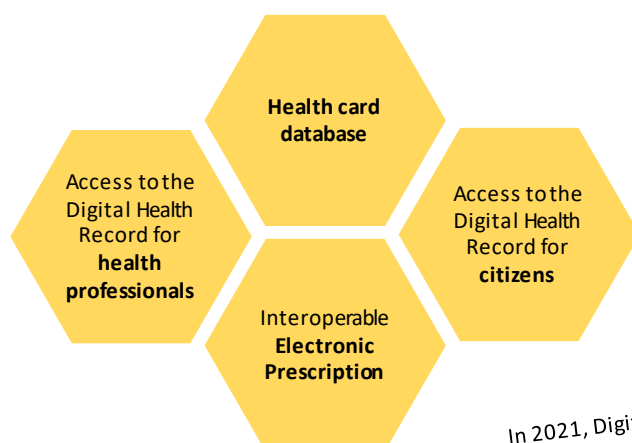 Health card
database
Access to the
Digital Health
Record for
health
professionals
Access to the
Digital Health
Record for
citizens
Interoperable
Electronic
Prescription
In 2021, Digi